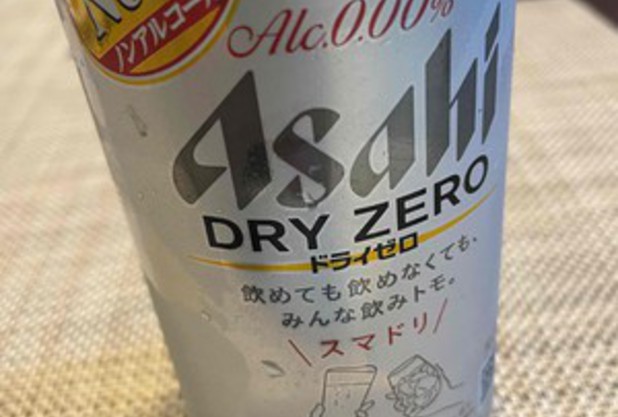 ノンアルコール
Alc.0.00%
Asahi
DRY ZERO
ドライゼロ
飲めても飲めなくても、
みんな飲みトモ。
\スマドリ/